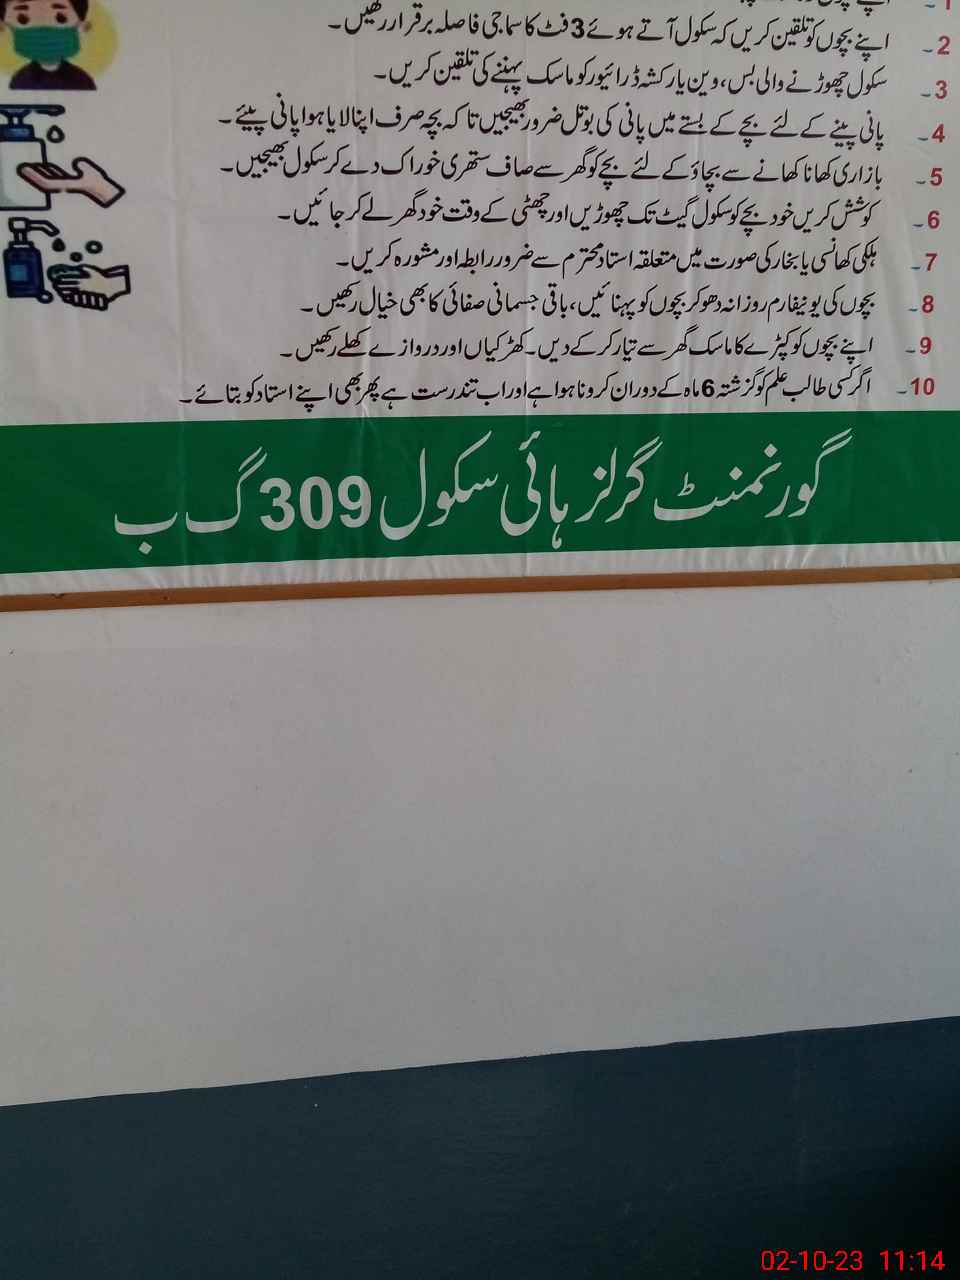 1-
2- اپنے بچوں کو تلقین کریں کہ سکول آتے ہوئے 3 فٹ کا سماجی فاصلہ برقرار رکھیں۔
3- سکول چھوڑنے والی بس، وین یا رکشہ ڈرائیور کو ماسک پہننے کی تلقین کریں۔
4- پانی پینے کے لئے بچے کے بستے میں پانی کی بوتل ضرور بھیجیں تا کہ بچہ صرف اپنا لایا ہوا پانی پیئے۔
5- بازاری کھانا کھانے سے بچاؤ کے لئے بچے کو گھر سے صاف ستھری خوراک دے کر سکول بھیجیں۔
6- کوشش کریں خود بچے کو سکول گیٹ تک چھوڑیں اور چھٹی کے وقت خود گھر لے کر جائیں۔
7- ہلکی کھانسی یا بخار کی صورت میں متعلقہ استاد محترم سے ضرور رابطہ اور مشورہ کریں۔
8- بچوں کی یونیفارم روزانہ دھو کر بچوں کو پہنائیں، باقی جسمانی صفائی کا بھی خیال رکھیں۔
9- اپنے بچوں کو کپڑے کا ماسک گھر سے تیار کر کے دیں۔ کھڑکیاں اور دروازے کھلے رکھیں۔
10- اگر کسی طالب علم کو گزشتہ 6 ماہ کے دوران کرونا ہوا ہے اور اب تندرست ہے پھر بھی اپنے استاد کو بتائے۔
گورنمنٹ گرلز ہائی سکول 309 گ ب
02-10-23 11:14